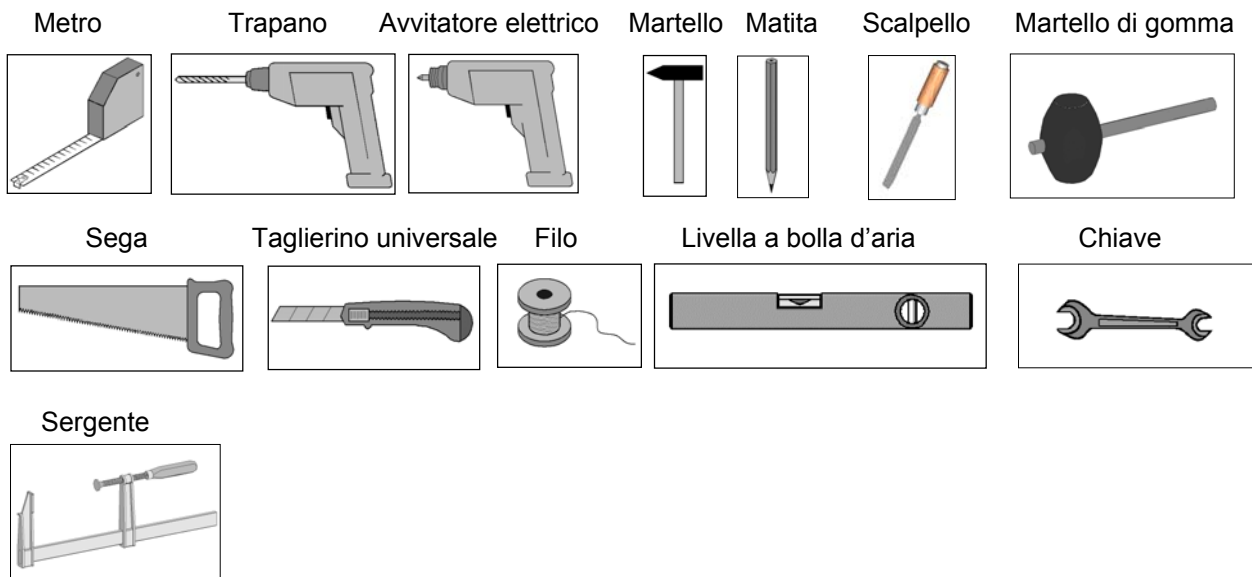 Metro Trapano Avvitatore elettrico Martello Matita Scalpello Martello di gomma
Sega Taglierino universale Filo Livella a bolla d’aria Chiave
Sergente